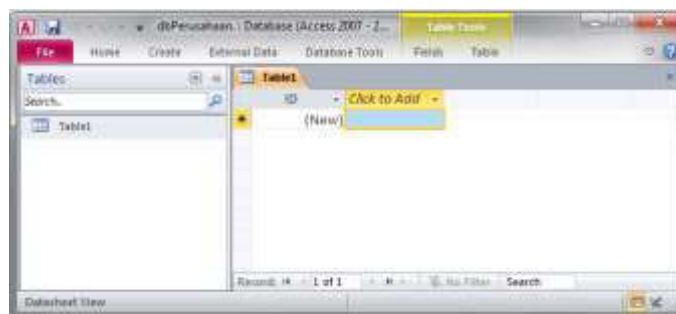 dbPerusahaan : Database (Access 2007 - 2... Table Tools
File Home Create External Data Database Tools Fields Table
Tables
Search..
Table1
Table1
ID Click to Add
(New)
Record: 1 of 1 No Filter Search
Datasheet View